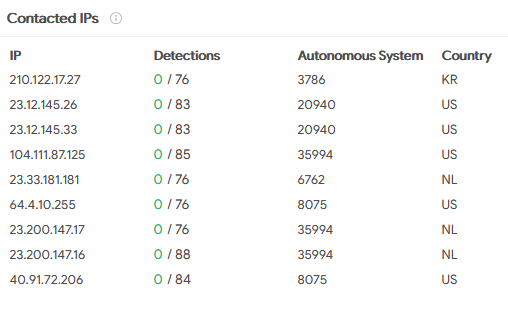 Contacted IPs
IP Detections Autonomous System Country
210.122.17.27 0 / 76 3786 KR
23.12.145.26 0 / 83 20940 US
23.12.145.33 0 / 83 20940 US
104.111.87.125 0 / 85 35994 US
23.33.181.181 0 / 76 6762 NL
64.4.10.255 0 / 76 8075 US
23.200.147.17 0 / 76 35994 NL
23.200.147.16 0 / 88 35994 NL
40.91.72.206 0 / 84 8075 US